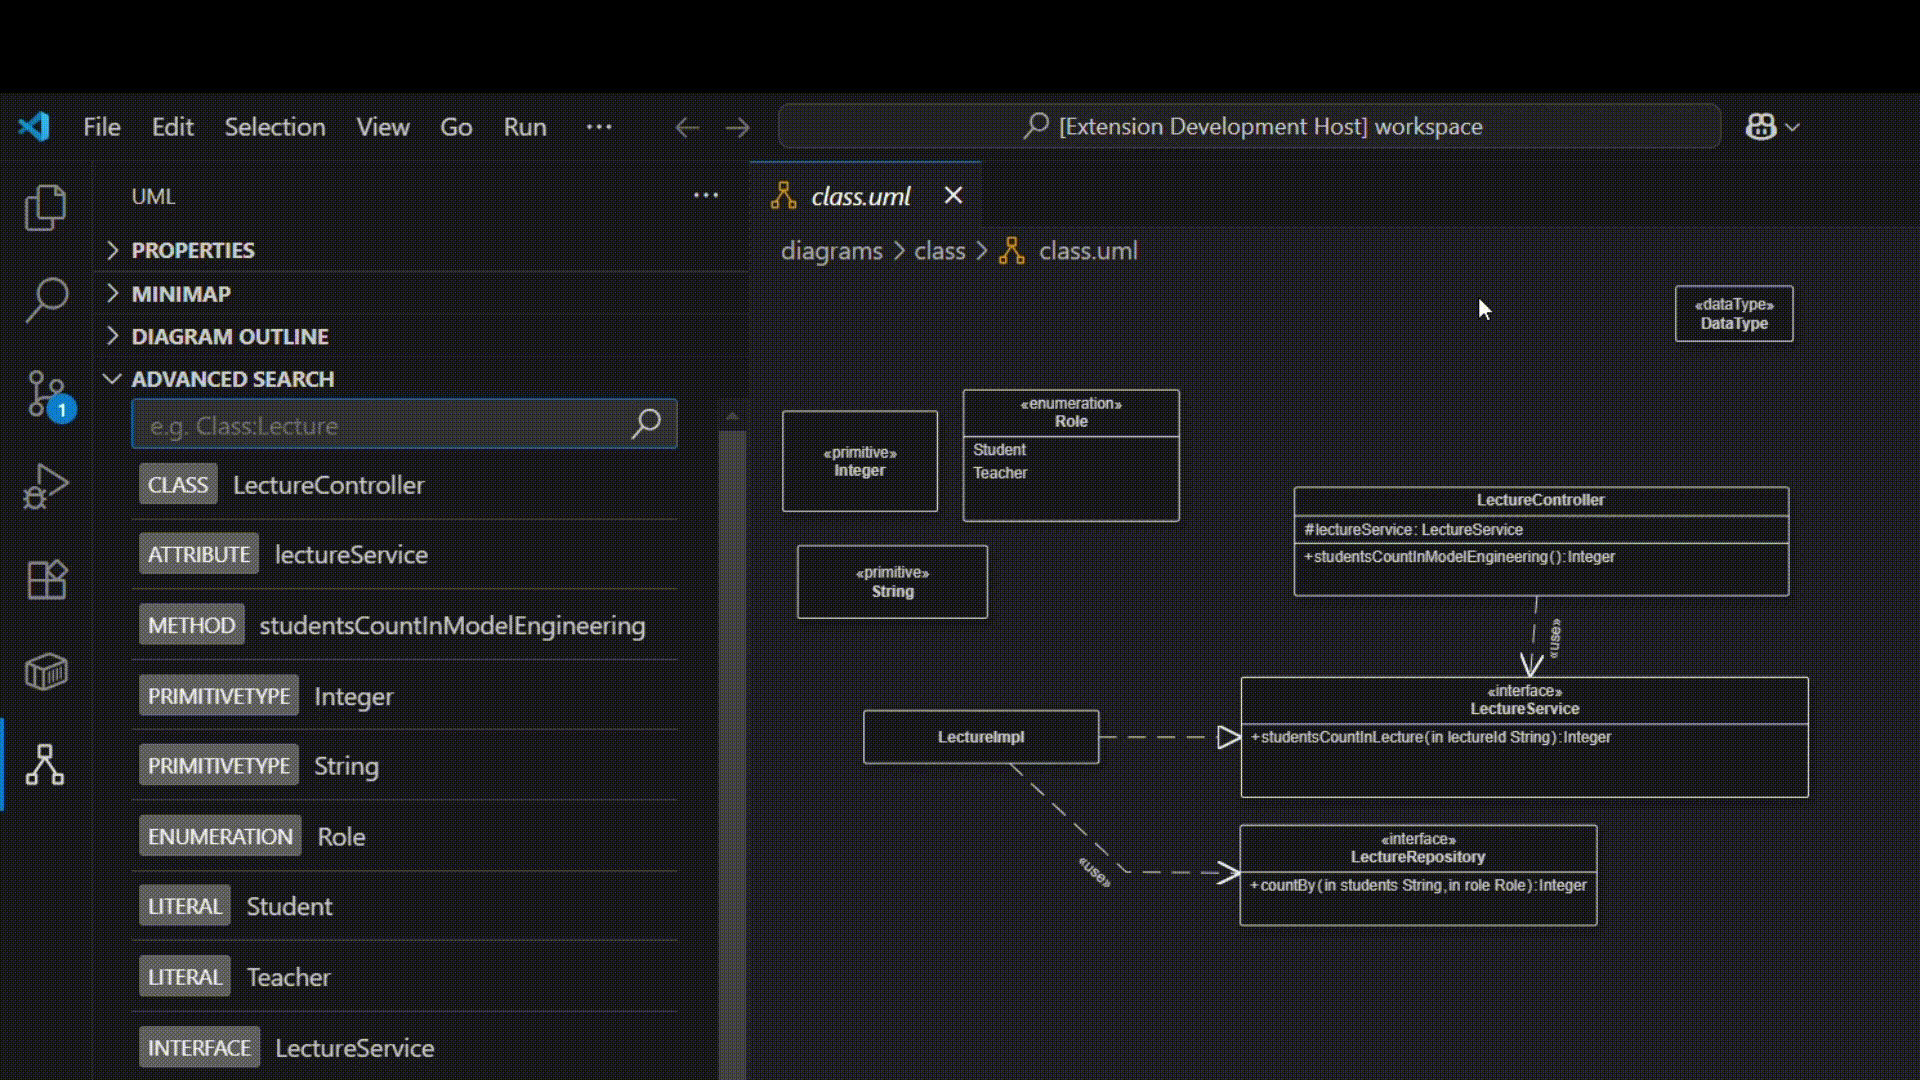 File Edit Selection View Go Run ···
[Extension Development Host] workspace
UML ···
PROPERTIES
MINIMAP
DIAGRAM OUTLINE
ADVANCED SEARCH
e.g. Class:Lecture
CLASS LectureController
ATTRIBUTE lectureService
METHOD studentsCountInModelEngineering
PRIMITIVETYPE Integer
PRIMITIVETYPE String
ENUMERATION Role
LITERAL Student
LITERAL Teacher
INTERFACE LectureService
1
class.uml
diagrams > class > class.uml
«dataType»
DataType
«primitive»
Integer
«enumeration»
Role
Student
Teacher
«primitive»
String
LectureController
#lectureService: LectureService
+studentsCountInModelEngineering():Integer
«use»
«interface»
LectureService
+studentsCountInLecture(in lectureId String):Integer
LectureImpl
«use»
«interface»
LectureRepository
+countBy(in students String,in role Role):Integer